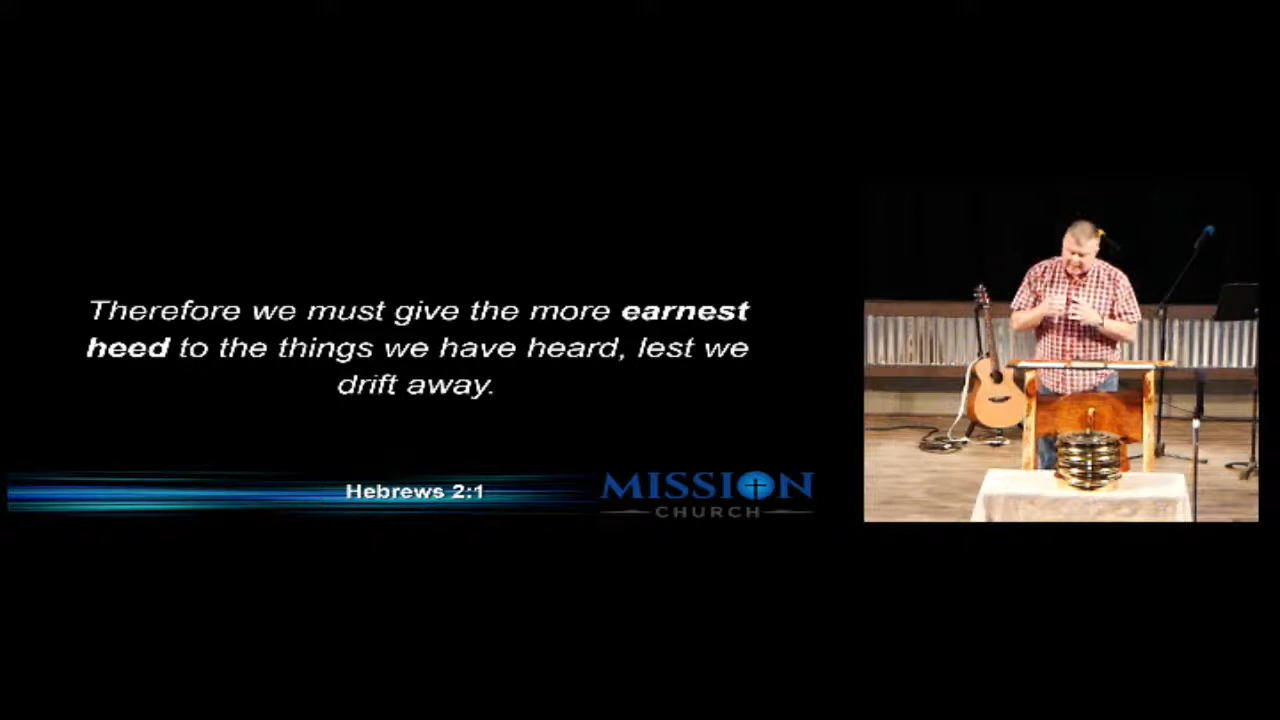 Therefore we must give the more earnest
heed to the things we have heard, lest we
drift away.
Hebrews 2:1
MISSION
CHURCH